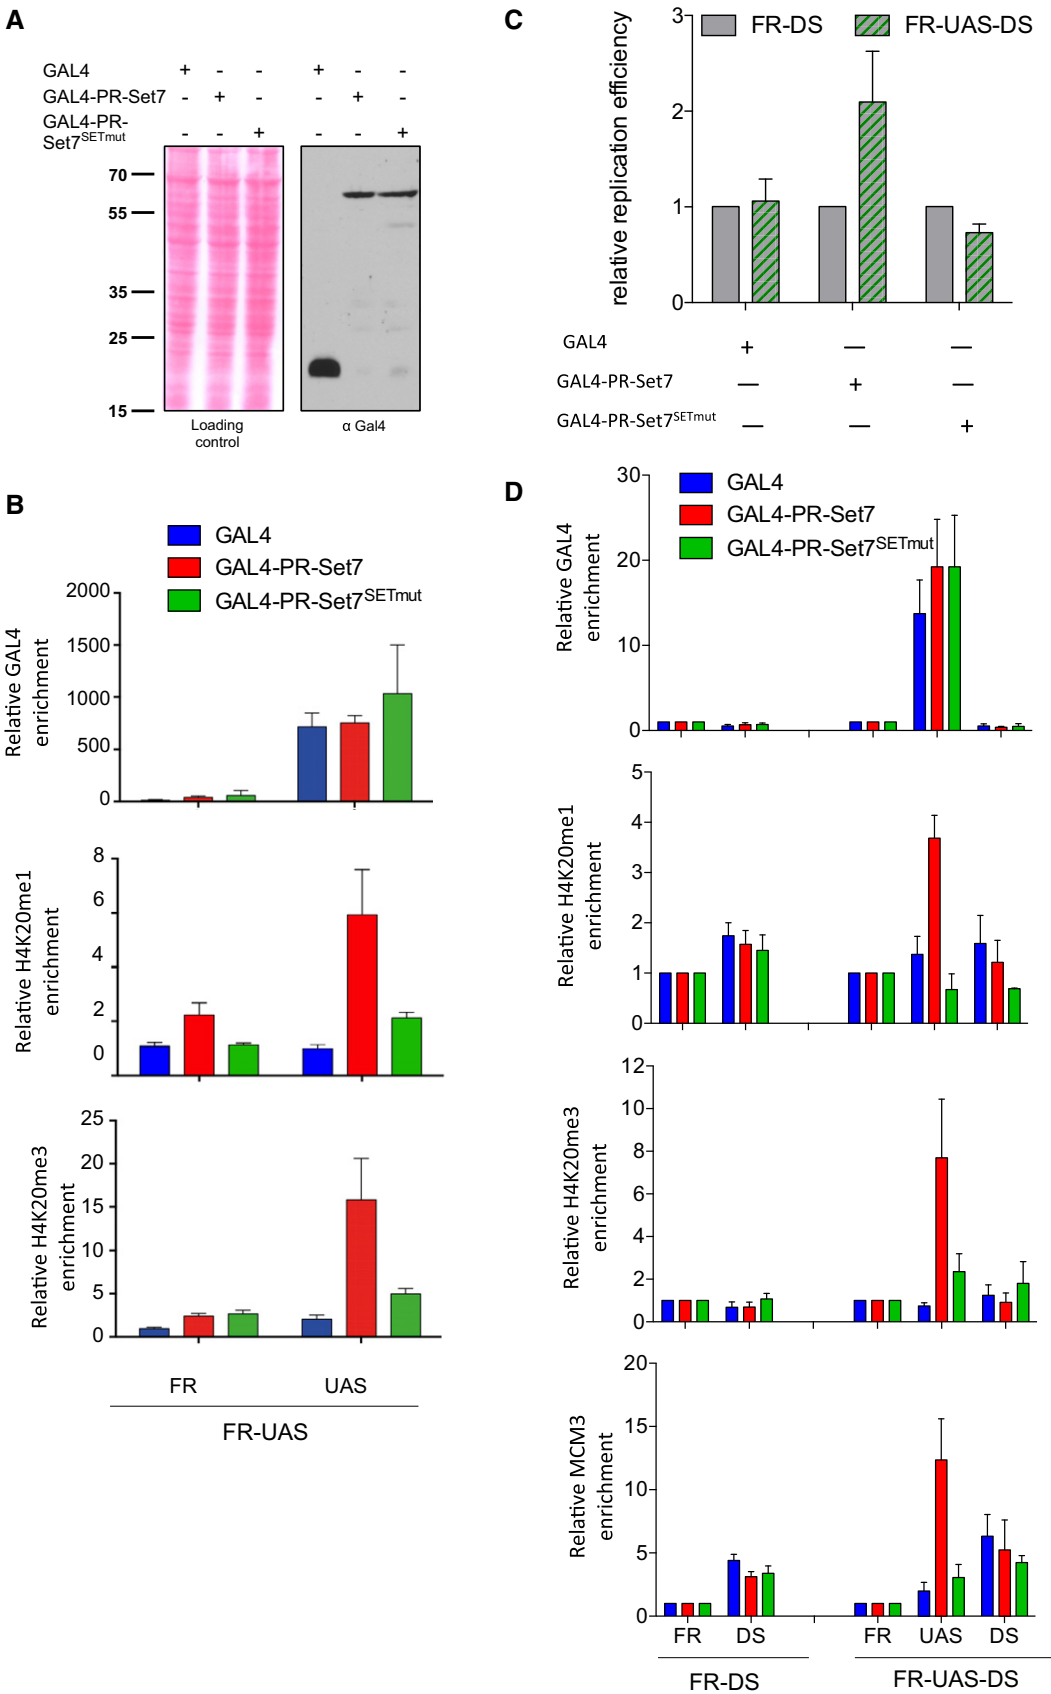 A
GAL4 + - - + - -
GAL4-PR-Set7 - + - - + -
GAL4-PR-
Set7SETmut - - + - - +
70
55
35
25
15
Loading
control
α Gal4
B
GAL4
GAL4-PR-Set7
GAL4-PR-Set7SETmut
Relative GAL4
enrichment
2000
1500
1000
500
0
Relative H4K20me1
enrichment
8
6
4
2
0
Relative H4K20me3
enrichment
25
20
15
10
5
0
FR UAS
FR-UAS
C
relative replication efficiency
3
2
1
0
FR-DS FR-UAS-DS
GAL4 + — —
GAL4-PR-Set7 — + —
GAL4-PR-Set7SETmut — — +
D
GAL4
GAL4-PR-Set7
GAL4-PR-Set7SETmut
Relative GAL4
enrichment
30
20
10
0
Relative H4K20me1
enrichment
5
4
3
2
1
0
Relative H4K20me3
enrichment
12
10
8
6
4
2
0
Relative MCM3
enrichment
20
15
10
5
0
FR DS FR UAS DS
FR-DS FR-UAS-DS